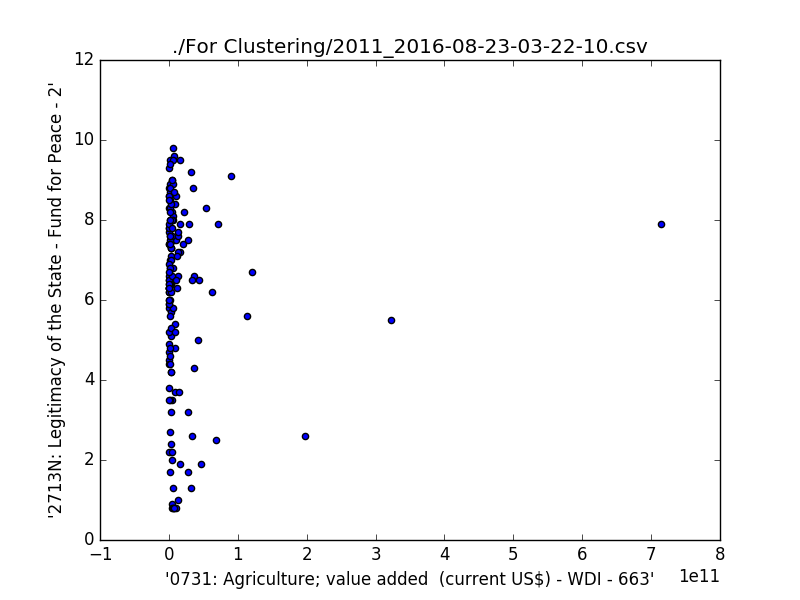 ./For Clustering/2011_2016-08-23-03-22-10.csv
12
10
8
6
4
2
0
'2713N: Legitimacy of the State - Fund for Peace - 2'
−1 0 1 2 3 4 5 6 7 8
1e11
'0731: Agriculture; value added  (current US$) - WDI - 663'